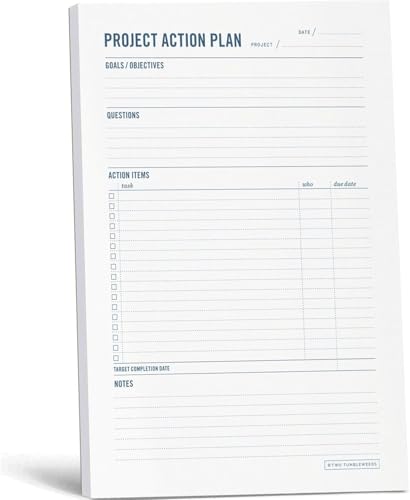 DATE /
PROJECT ACTION PLAN
PROJECT /
GOALS / OBJECTIVES
QUESTIONS
ACTION ITEMS
task who due date
TARGET COMPLETION DATE
NOTES
©TWO TUMBLEWEEDS